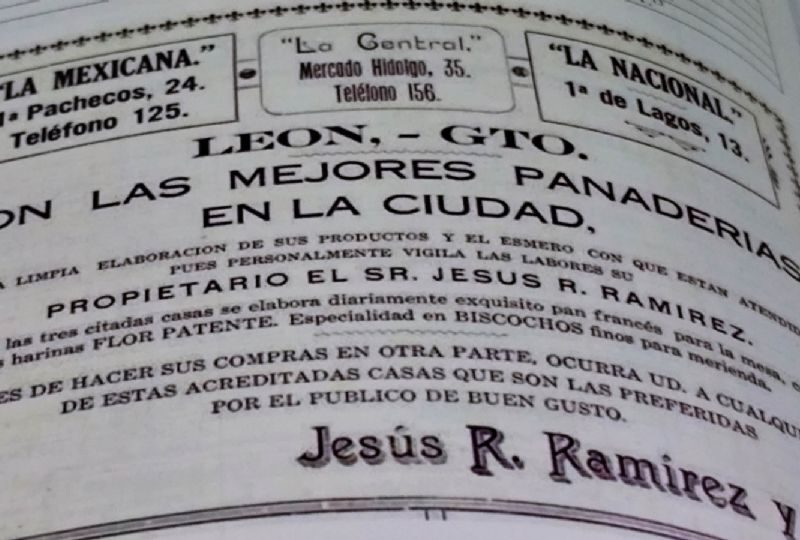 "LA MEXICANA."
1ª Pachecos, 24.
Teléfono 125.
"La Central."
Mercado Hidalgo, 35.
Teléfono 156.
"LA NACIONAL."
1ª de Lagos, 13.
LEON, - GTO.
ON LAS MEJORES PANADERIAS
EN LA CIUDAD,
A LIMPIA ELABORACION DE SUS PRODUCTOS Y EL ESMERO CON QUE ESTAN ATENDID
PUES PERSONALMENTE VIGILA LAS LABORES SU
PROPIETARIO EL SR. JESUS R. RAMIREZ.
las tres citadas casas se elabora diariamente exquisito pan francés para la mesa, c
s harinas FLOR PATENTE. Especialidad en BISCOCHOS finos para merienda.
ES DE HACER SUS COMPRAS EN OTRA PARTE, OCURRA UD. A CUALQU
DE ESTAS ACREDITADAS CASAS QUE SON LAS PREFERIDAS
POR EL PUBLICO DE BUEN GUSTO.
Jesús R. Ramirez y